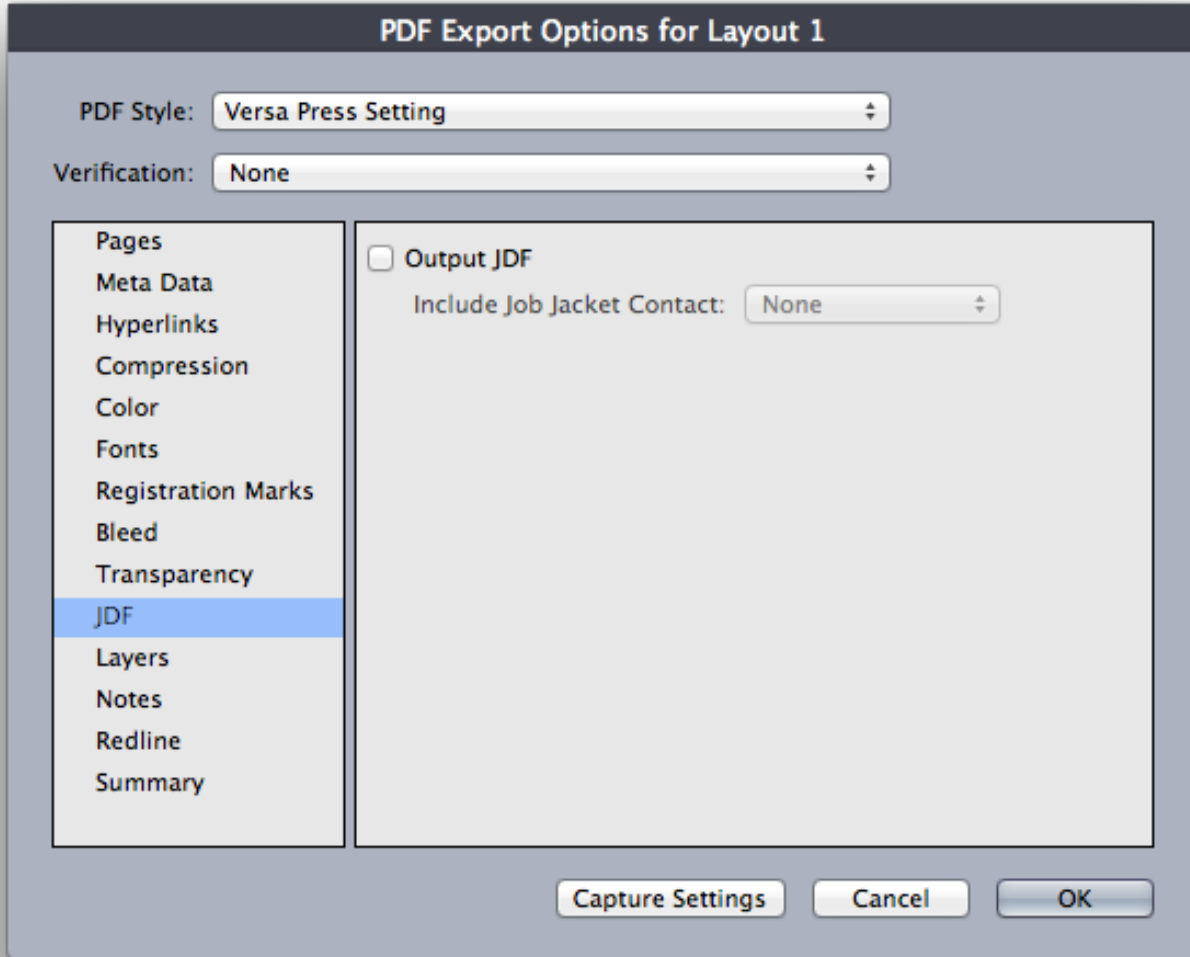 PDF Export Options for Layout 1
PDF Style: Versa Press Setting
Verification: None
Pages
Meta Data
Hyperlinks
Compression
Color
Fonts
Registration Marks
Bleed
Transparency
JDF
Layers
Notes
Redline
Summary
Output JDF
Include Job Jacket Contact: None
Capture Settings
Cancel
OK